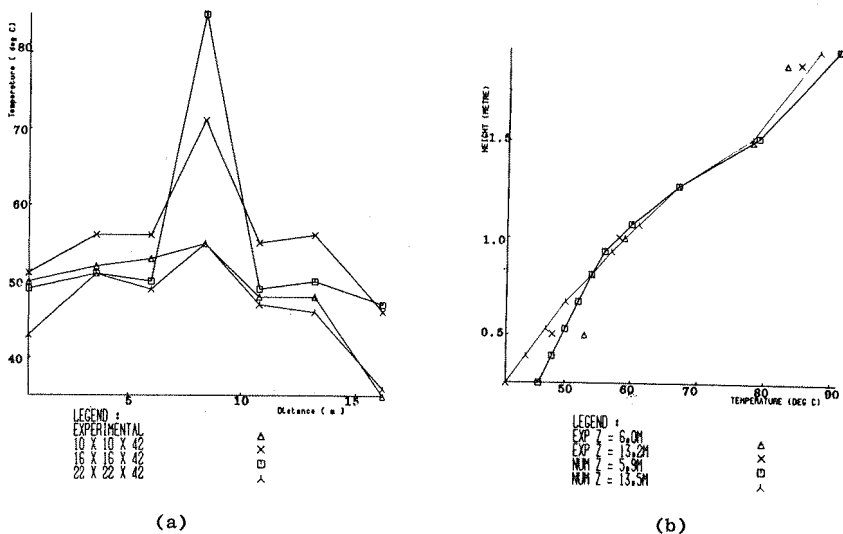 Temperature ( deg C)
80
70
60
50
40
5
10
15
Distance ( m )
LEGEND :
EXPERIMENTAL
10 X 10 X 42
16 X 16 X 42
22 X 22 X 42
(a)
HEIGHT (METRE)
1.5
1.0
0.5
40
50
60
70
80
90
TEMPERATURE (DEG C)
LEGEND :
EXP Z = 6.0M
EXP Z = 13.2M
NUM Z = 5.9M
NUM Z = 13.5M
(b)